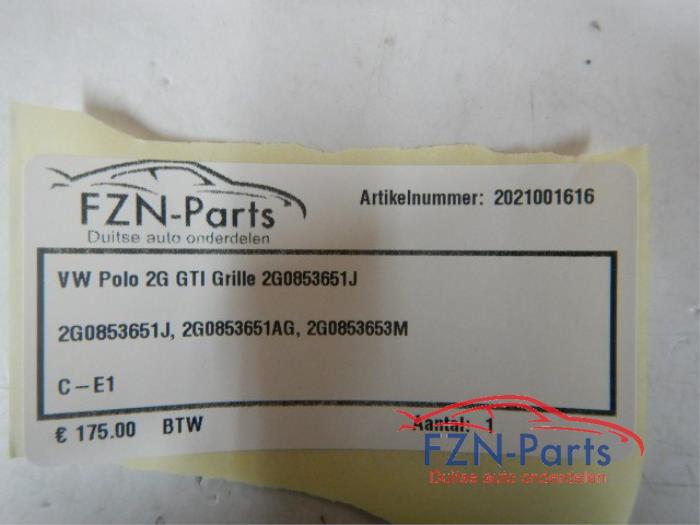 FZN-Parts
Duitse auto onderdelen
Artikelnummer: 2021001616
VW Polo 2G GTI Grille 2G0853651J
2G0853651J, 2G0853651AG, 2G0853653M
C-E1
€ 175.00 BTW
Aantal: 1
FZN-Parts
Duitse auto onderdelen